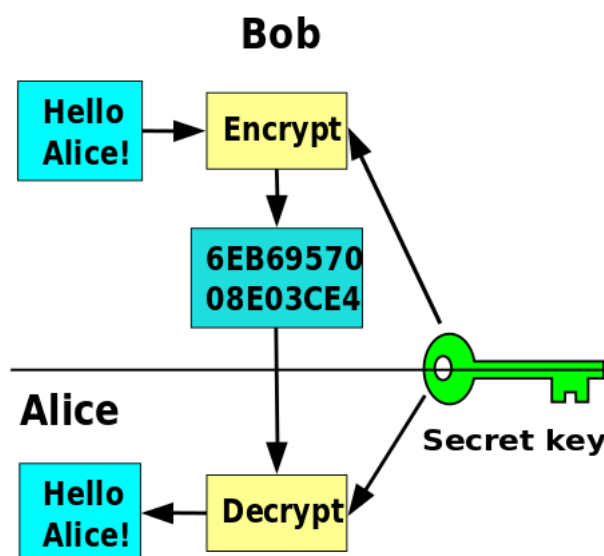 Bob
Hello
Alice!
Encrypt
6EB69570
08E03CE4
Alice
Secret key
Hello
Alice!
Decrypt